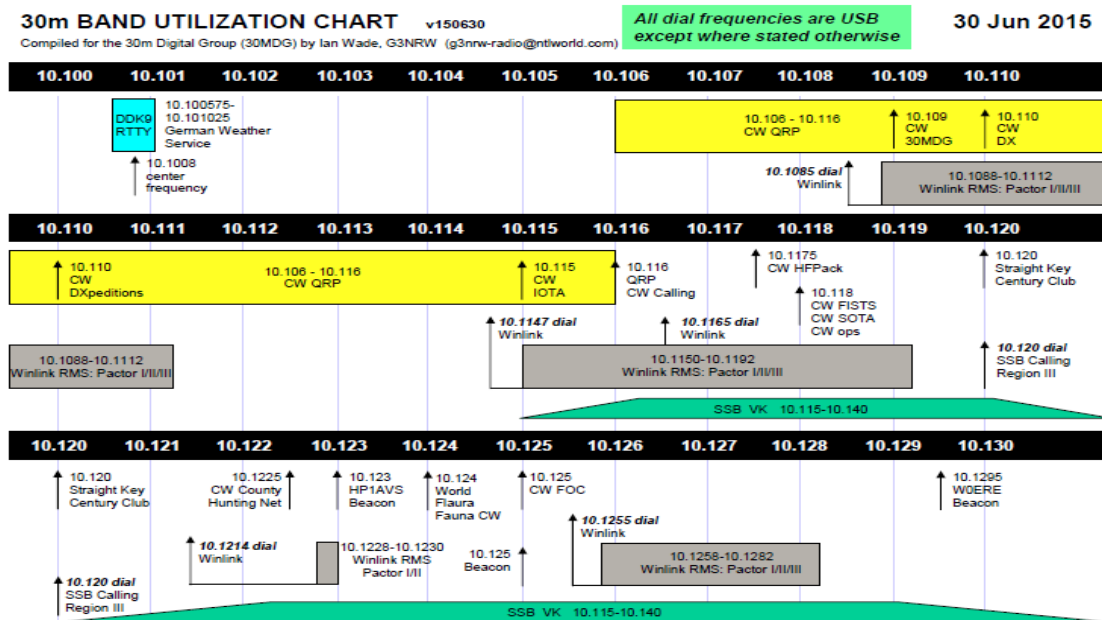 30m BAND UTILIZATION CHART v150630
Compiled for the 30m Digital Group (30MDG) by Ian Wade, G3NRW (g3nrw-radio@ntlworld.com)
All dial frequencies are USB
except where stated otherwise
30 Jun 2015
10.100 10.101 10.102 10.103 10.104 10.105 10.106 10.107 10.108 10.109 10.110
DDK9
RTTY
10.100575-
10.101025
German Weather
Service
10.1008
center
frequency
10.106 - 10.116
CW QRP
10.109
CW
30MDG
10.110
CW
DX
10.1085 dial
Winlink
10.1088-10.1112
Winlink RMS: Pactor I/II/III
10.110 10.111 10.112 10.113 10.114 10.115 10.116 10.117 10.118 10.119 10.120
10.110
CW
DXpeditions
10.106 - 10.116
CW QRP
10.115
CW
IOTA
10.116
QRP
CW Calling
10.1175
CW HFPack
10.118
CW FISTS
CW SOTA
CW ops
10.120
Straight Key
Century Club
10.1147 dial
Winlink
10.1165 dial
Winlink
10.1088-10.1112
Winlink RMS: Pactor I/II/III
10.1150-10.1192
Winlink RMS: Pactor I/II/III
10.120 dial
SSB Calling
Region III
SSB VK 10.115-10.140
10.120 10.121 10.122 10.123 10.124 10.125 10.126 10.127 10.128 10.129 10.130
10.120
Straight Key
Century Club
10.1225
CW County
Hunting Net
10.123
HP1AVS
Beacon
10.124
World
Flaura
Fauna CW
10.125
CW FOC
10.1295
W0ERE
Beacon
10.1214 dial
Winlink
10.1228-10.1230
Winlink RMS
Pactor I/II
10.125
Beacon
10.1255 dial
Winlink
10.1258-10.1282
Winlink RMS: Pactor I/II/III
10.120 dial
SSB Calling
Region III
SSB VK 10.115-10.140